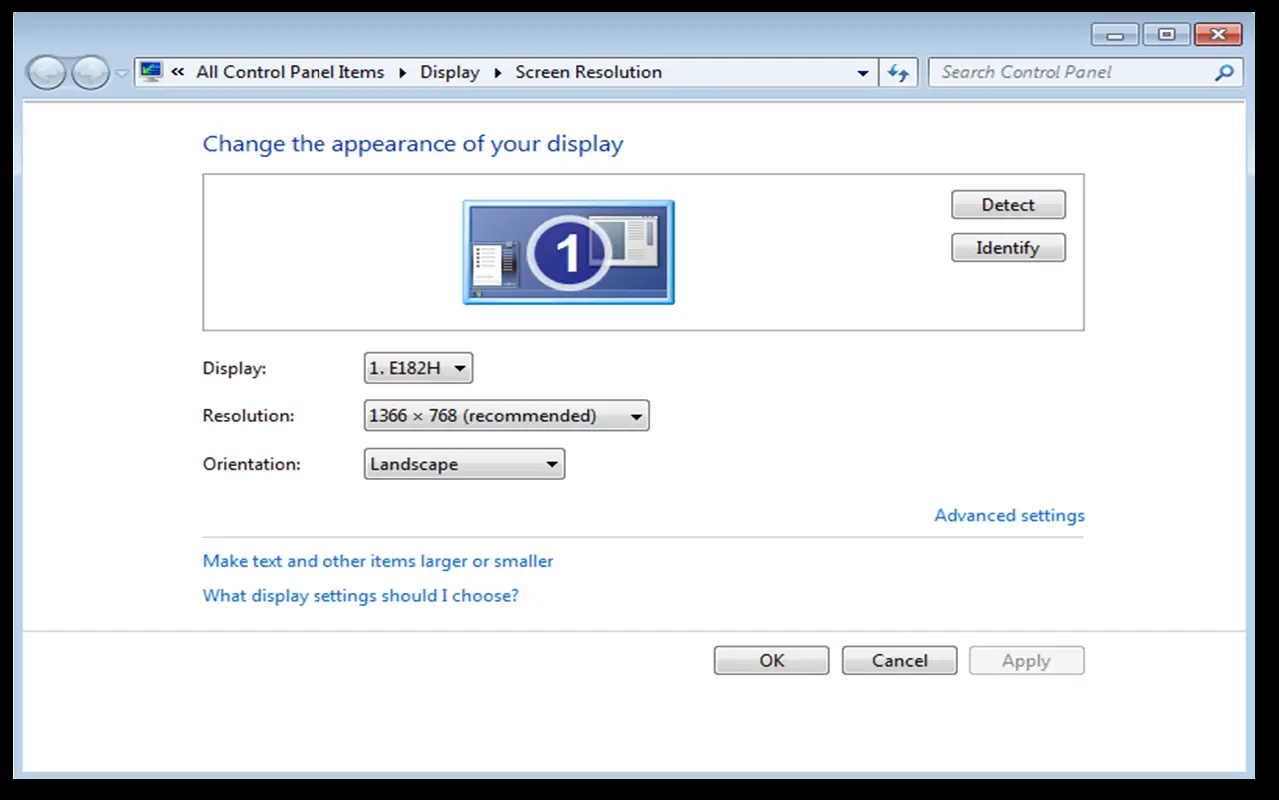 « All Control Panel Items Display Screen Resolution Search Control Panel
Change the appearance of your display
1
Detect
Identify
Display: 1. E182H
Resolution: 1366 × 768 (recommended)
Orientation: Landscape
Advanced settings
Make text and other items larger or smaller
What display settings should I choose?
OK Cancel Apply